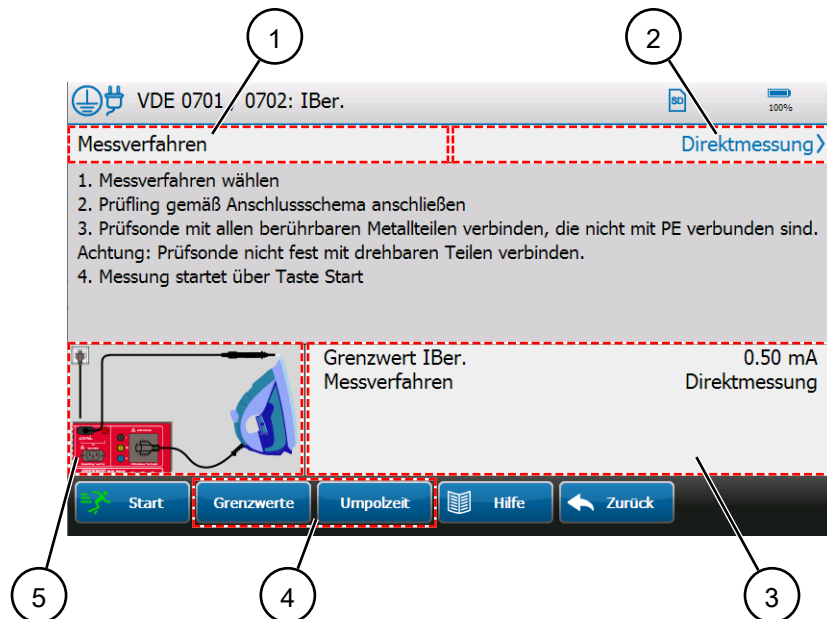 1
2
VDE 0701 / 0702: IBer.
SD
100%
Messverfahren
Direktmessung
1. Messverfahren wählen
2. Prüfling gemäß Anschlussschema anschließen
3. Prüfsonde mit allen berührbaren Metallteilen verbinden, die nicht mit PE verbunden sind.
Achtung: Prüfsonde nicht fest mit drehbaren Teilen verbinden.
4. Messung startet über Taste Start
Grenzwert IBer. 0.50 mA
Messverfahren Direktmessung
Start Grenzwerte Umpolzeit Hilfe Zurück
5
4
3